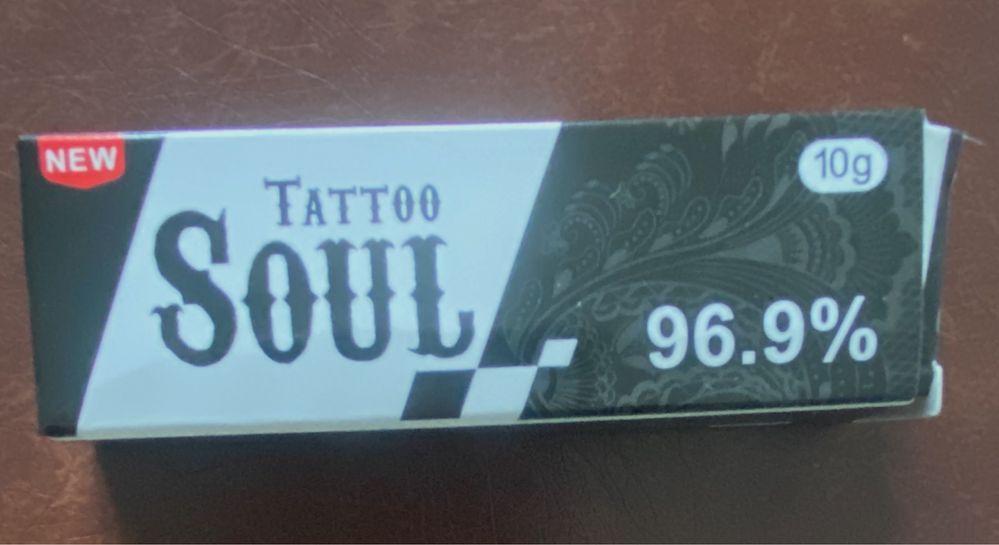 NEW
10g
TATTOO
SOUL
96.9%